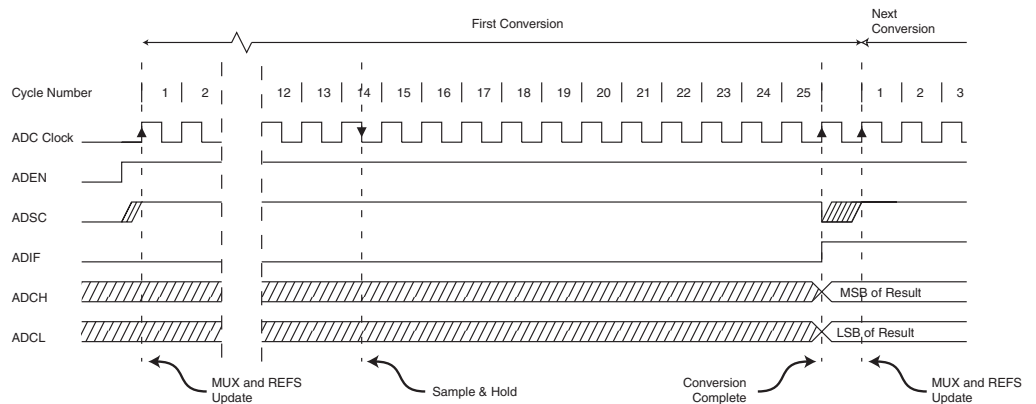 First Conversion
Next
Conversion
Cycle Number 1 2 12 13 14 15 16 17 18 19 20 21 22 23 24 25 1 2 3
ADC Clock
ADEN
ADSC
ADIF
ADCH MSB of Result
ADCL LSB of Result
MUX and REFS
Update
Sample & Hold
Conversion
Complete
MUX and REFS
Update